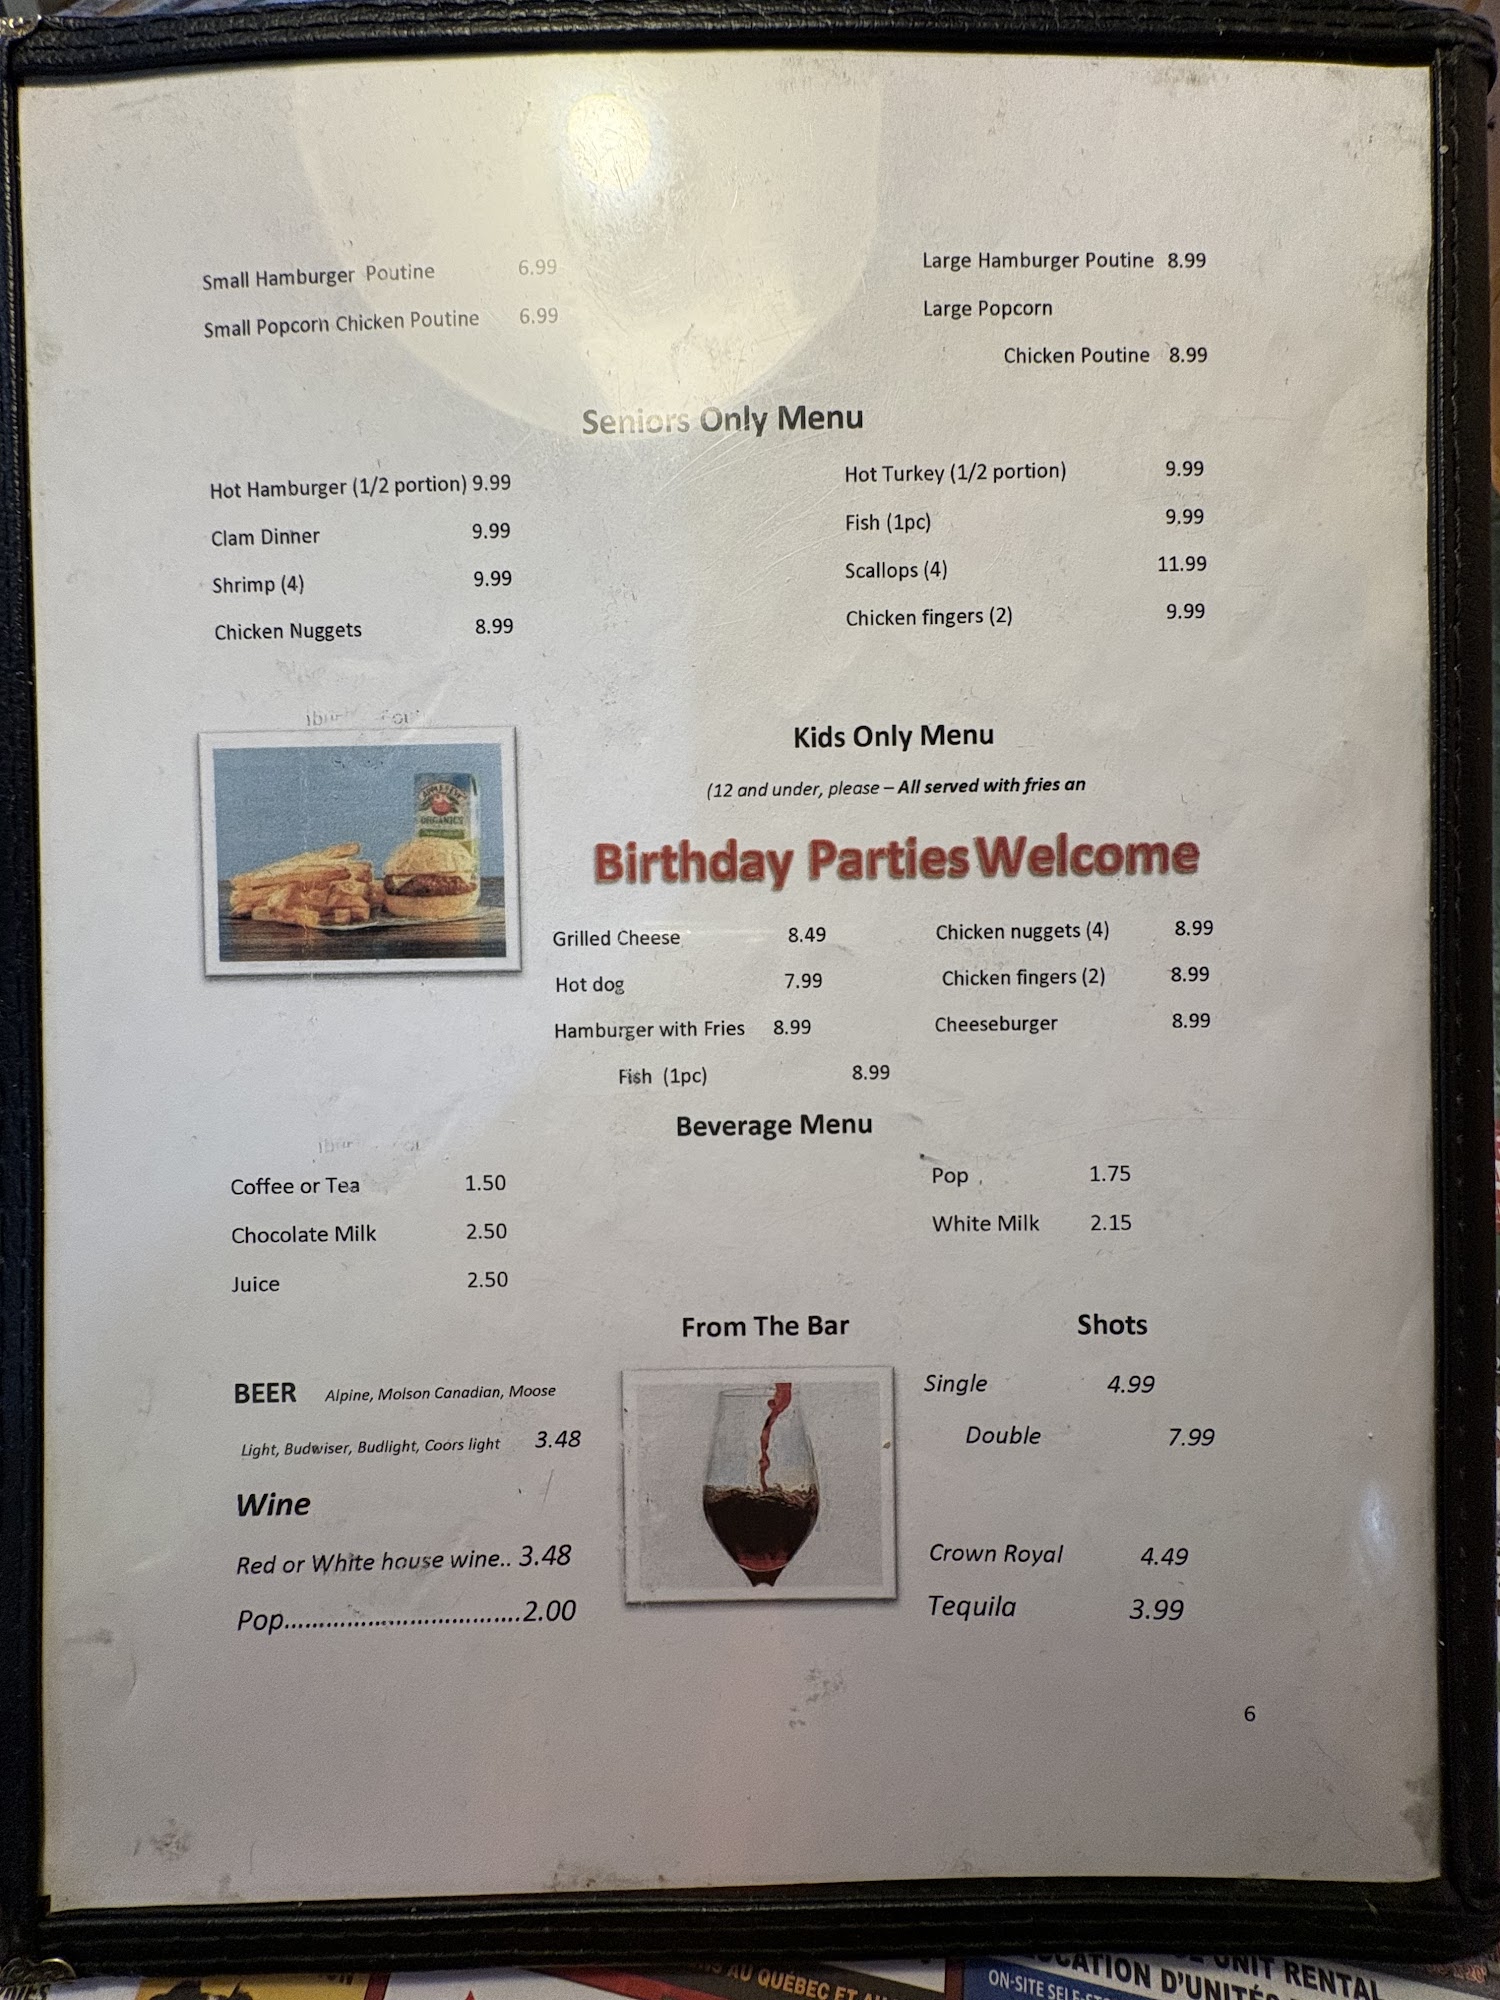 Small Hamburger Poutine 6.99
Large Hamburger Poutine 8.99
Small Popcorn Chicken Poutine 6.99
Large Popcorn
Chicken Poutine 8.99
Seniors Only Menu
Hot Hamburger (1/2 portion) 9.99
Hot Turkey (1/2 portion) 9.99
Clam Dinner 9.99
Fish (1pc) 9.99
Shrimp (4) 9.99
Scallops (4) 11.99
Chicken Nuggets 8.99
Chicken fingers (2) 9.99
Kids Only Menu
(12 and under, please – All served with fries an
ORGANICS
Birthday Parties Welcome
Grilled Cheese 8.49
Chicken nuggets (4) 8.99
Hot dog 7.99
Chicken fingers (2) 8.99
Hamburger with Fries 8.99
Cheeseburger 8.99
Fish (1pc) 8.99
Beverage Menu
Coffee or Tea 1.50
Pop 1.75
Chocolate Milk 2.50
White Milk 2.15
Juice 2.50
From The Bar
Shots
BEER Alpine, Molson Canadian, Moose
Light, Budwiser, Budlight, Coors light 3.48
Single 4.99
Double 7.99
Wine
Red or White house wine.. 3.48
Crown Royal 4.49
Pop..................................2.00
Tequila 3.99
6
AU QUÉBEC ET
UNIT RENTAL
D'UNITÉS
ON-SITE